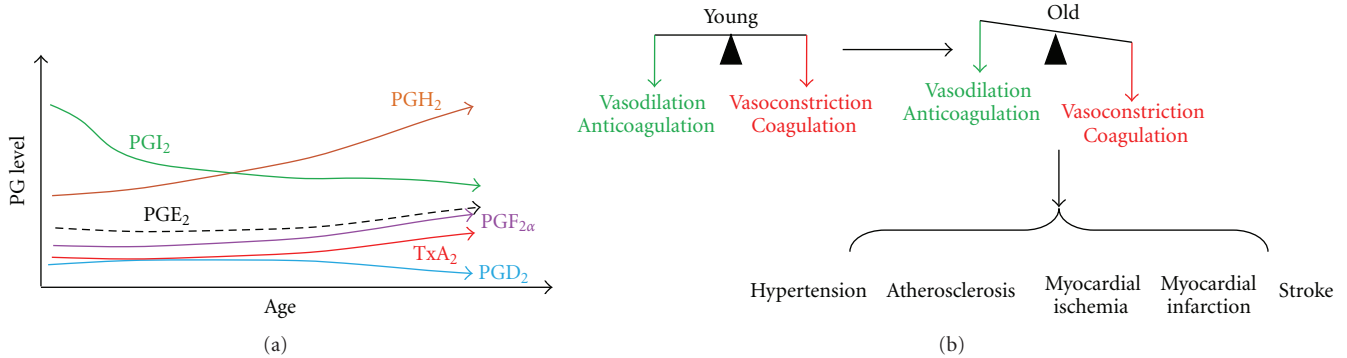 PG level
PGI₂
PGH₂
PGE₂
PGF₂α
TxA₂
PGD₂
Age
(a)
Young
Vasodilation
Anticoagulation
Vasoconstriction
Coagulation
Old
Vasodilation
Anticoagulation
Vasoconstriction
Coagulation
Hypertension
Atherosclerosis
Myocardial
ischemia
Myocardial
infarction
Stroke
(b)